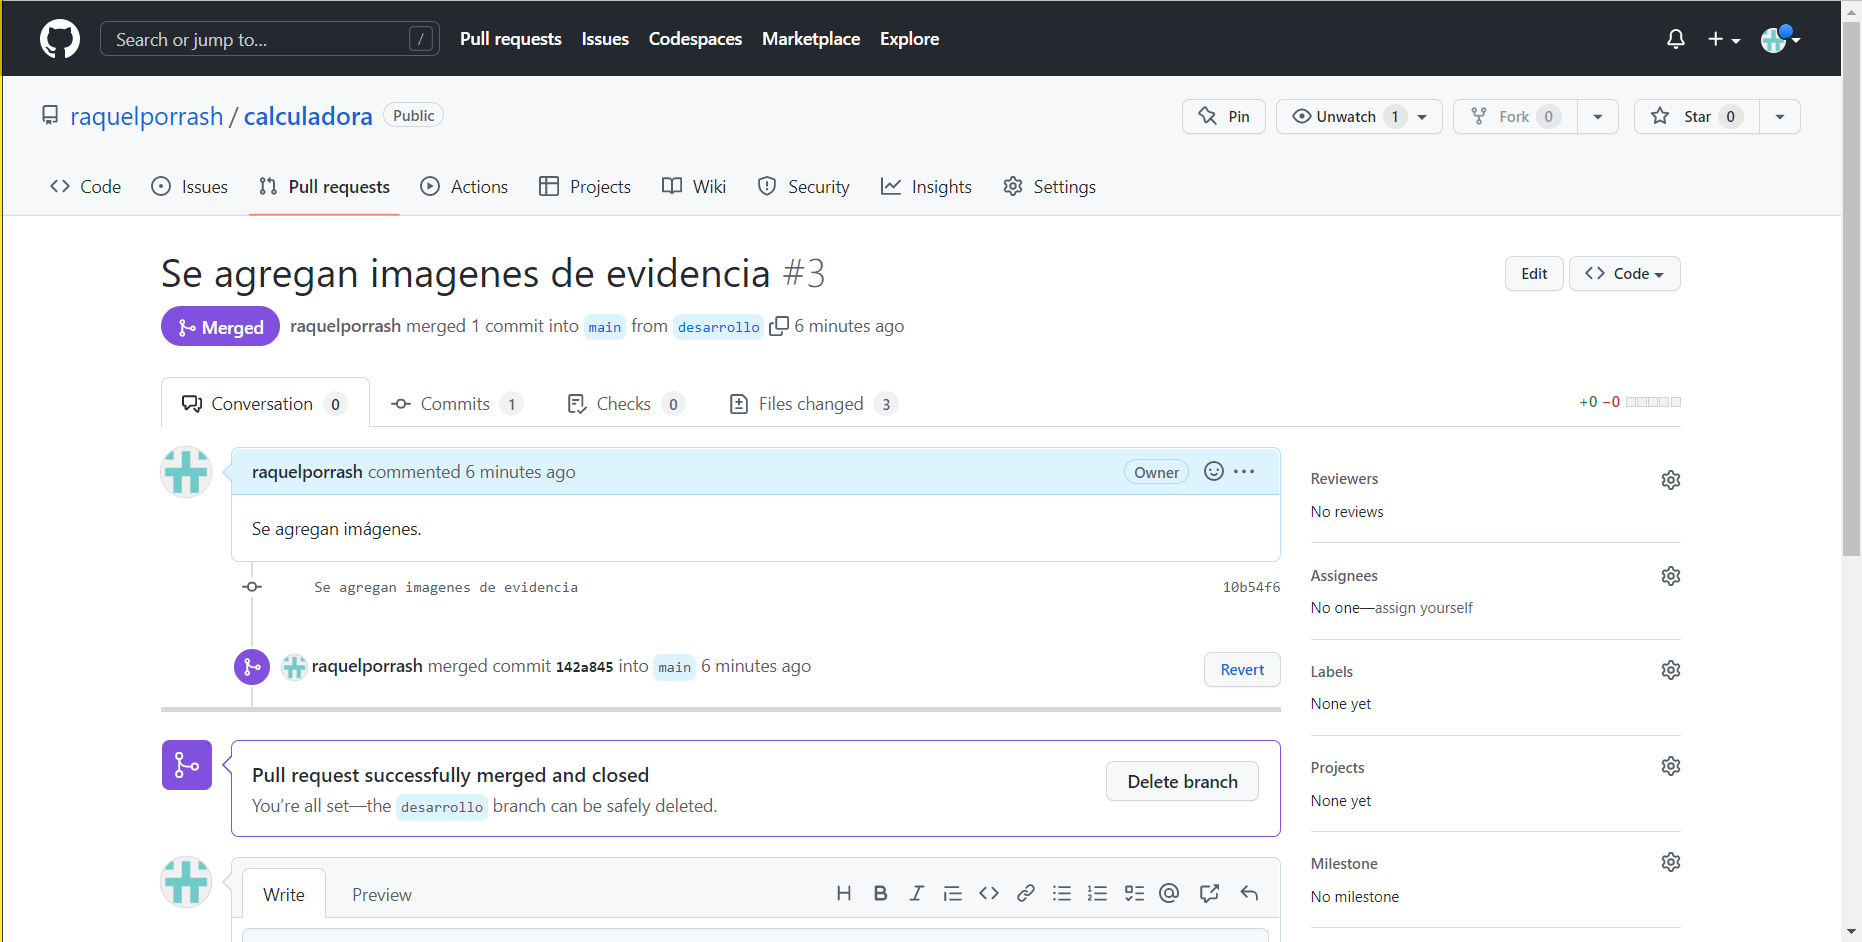 Search or jump to... / Pull requests Issues Codespaces Marketplace Explore
raquelporrash / calculadora Public Pin Unwatch 1 Fork 0 Star 0
Code Issues Pull requests Actions Projects Wiki Security Insights Settings
Se agregan imagenes de evidencia #3 Edit Code
Merged raquelporrash merged 1 commit into main from desarrollo 6 minutes ago
Conversation 0 Commits 1 Checks 0 Files changed 3 +0 −0
raquelporrash commented 6 minutes ago Owner
Se agregan imágenes.
Se agregan imagenes de evidencia 10b54f6
raquelporrash merged commit 142a845 into main 6 minutes ago Revert
Pull request successfully merged and closed
You're all set—the desarrollo branch can be safely deleted.
Delete branch
Write Preview
Reviewers
No reviews
Assignees
No one—assign yourself
Labels
None yet
Projects
None yet
Milestone
No milestone